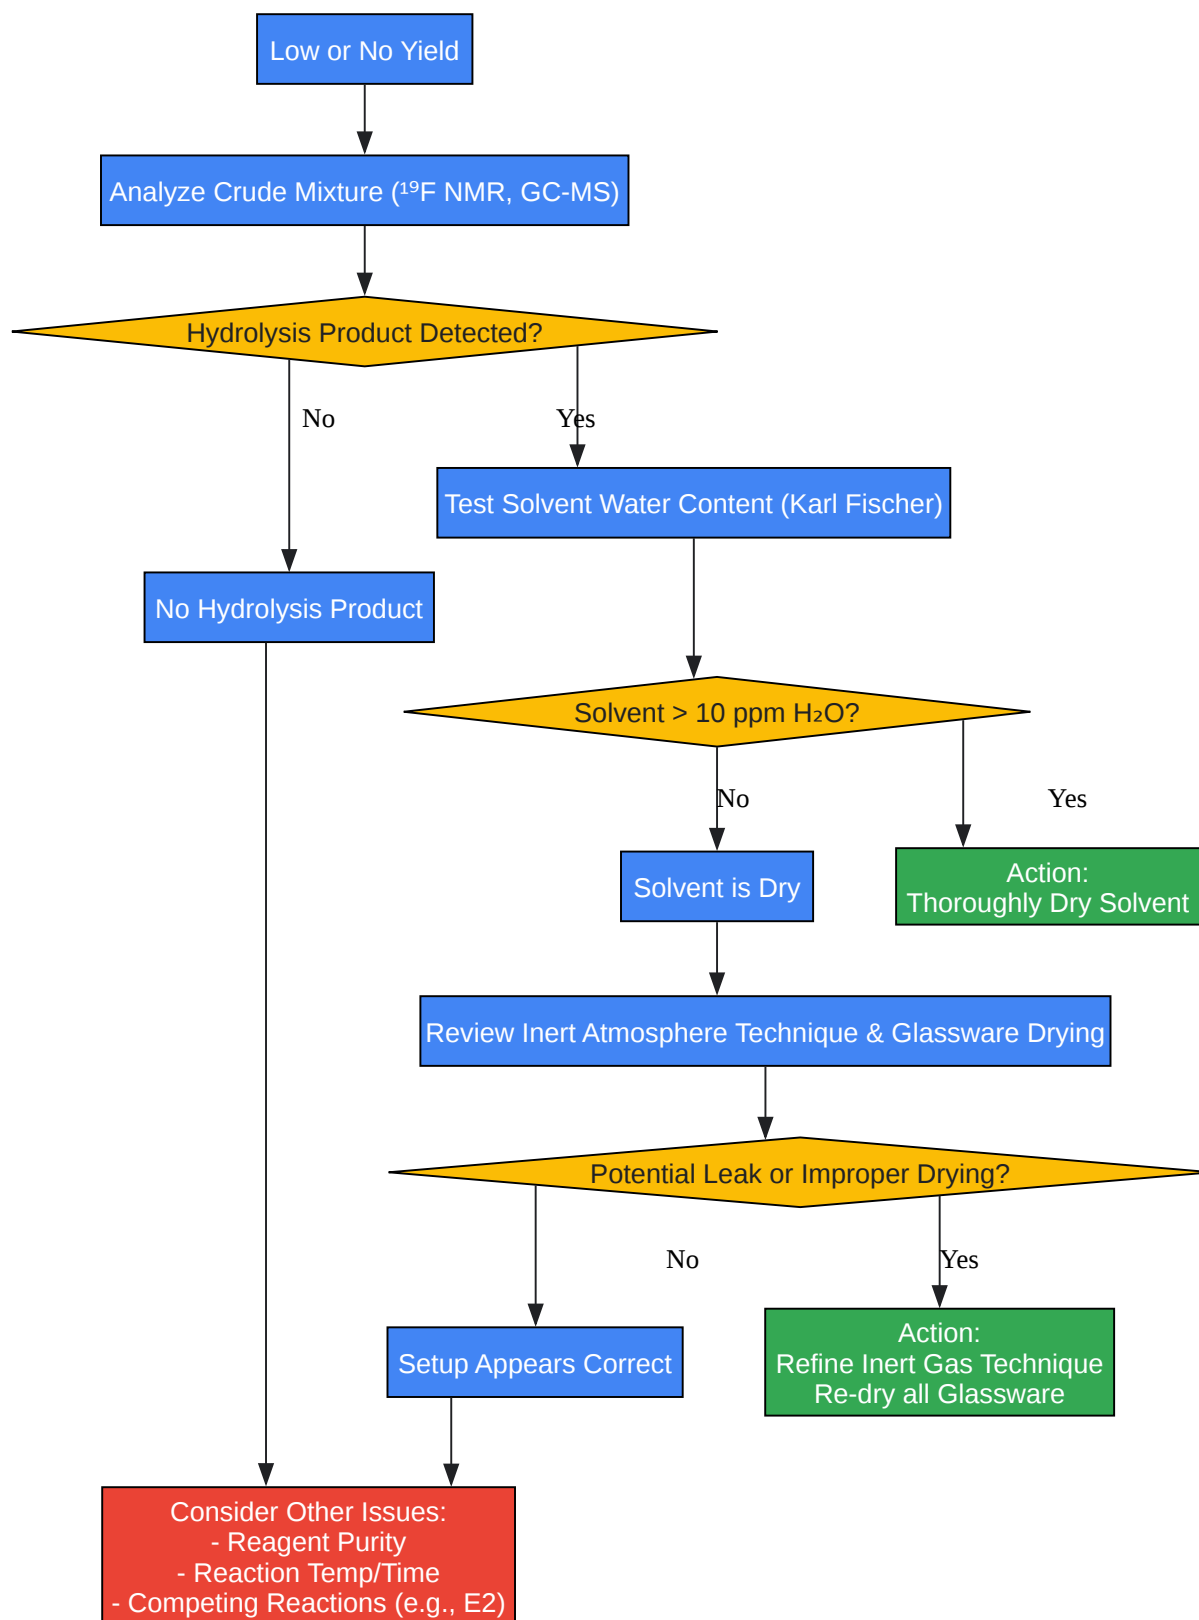 Low or No Yield
Analyze Crude Mixture (¹⁹F NMR, GC-MS)
Hydrolysis Product Detected?
No
Yes
Test Solvent Water Content (Karl Fischer)
No Hydrolysis Product
Solvent > 10 ppm H₂O?
No
Yes
Solvent is Dry
Action:
Thoroughly Dry Solvent
Review Inert Atmosphere Technique & Glassware Drying
Potential Leak or Improper Drying?
No
Yes
Setup Appears Correct
Action:
Refine Inert Gas Technique
Re-dry all Glassware
Consider Other Issues:
- Reagent Purity
- Reaction Temp/Time
- Competing Reactions (e.g., E2)